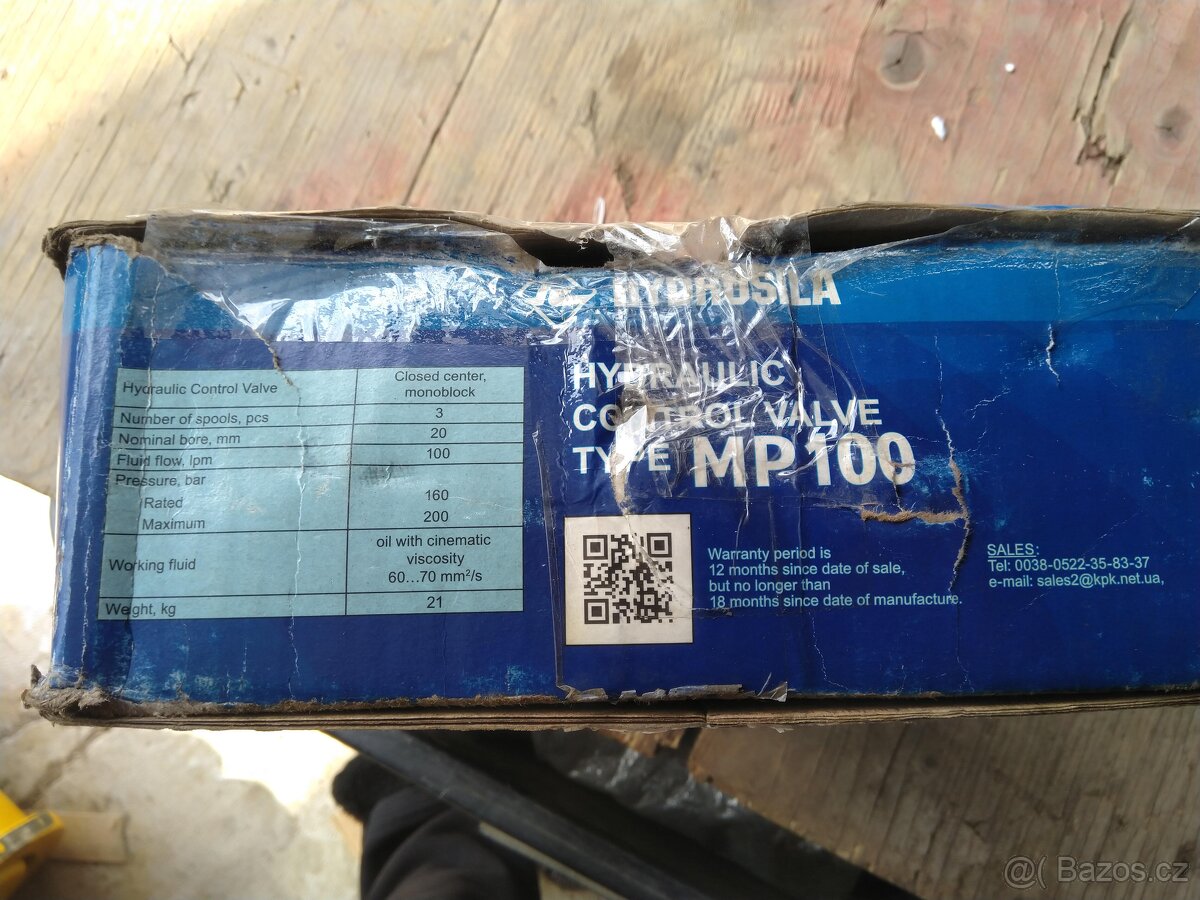 HYDROSILA
HYDRAULIC
CONTROL VALVE
TYPE MP100
Hydraulic Control Valve Closed center, monoblock
Number of spools, pcs 3
Nominal bore, mm 20
Fluid flow, lpm 100
Pressure, bar
Rated 160
Maximum 200
Working fluid oil with cinematic viscosity 60...70 mm²/s
Weight, kg 21
Warranty period is
12 months since date of sale,
but no longer than
18 months since date of manufacture.
SALES:
Tel: 0038-0522-35-83-37
e-mail: sales2@kpk.net.ua,
Bazos.cz